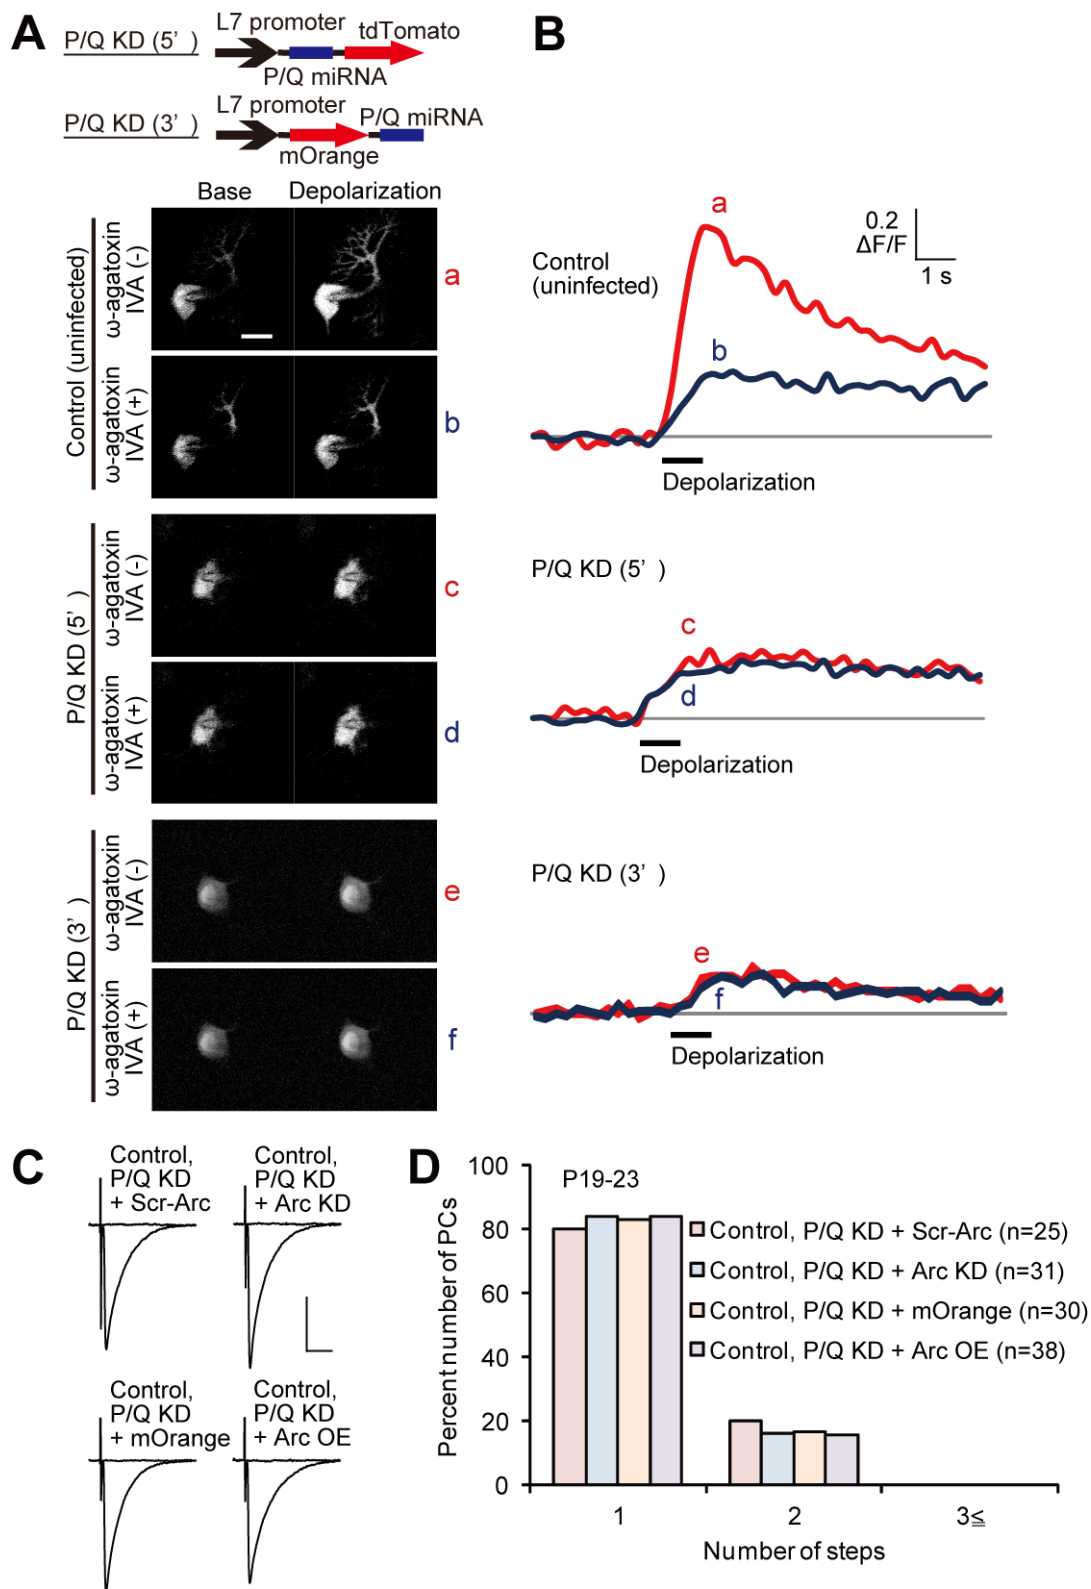 A
P/Q KD (5’ )
L7 promoter
tdTomato
P/Q miRNA
P/Q KD (3’ )
L7 promoter
P/Q miRNA
mOrange
Base
Depolarization
Control (uninfected)
ω-agatoxin
IVA (-)
a
ω-agatoxin
IVA (+)
b
P/Q KD (5’ )
ω-agatoxin
IVA (-)
c
ω-agatoxin
IVA (+)
d
P/Q KD (3’ )
ω-agatoxin
IVA (-)
e
ω-agatoxin
IVA (+)
f
B
Control
(uninfected)
a
b
0.2
ΔF/F
1 s
Depolarization
P/Q KD (5’ )
c
d
Depolarization
P/Q KD (3’ )
e
f
Depolarization
C
Control,
P/Q KD
+ Scr-Arc
Control,
P/Q KD
+ Arc KD
Control,
P/Q KD
+ mOrange
Control,
P/Q KD
+ Arc OE
D
Percent number of PCs
100
80
60
40
20
0
P19-23
Control, P/Q KD + Scr-Arc (n=25)
Control, P/Q KD + Arc KD (n=31)
Control, P/Q KD + mOrange (n=30)
Control, P/Q KD + Arc OE (n=38)
1
2
3≦
Number of steps